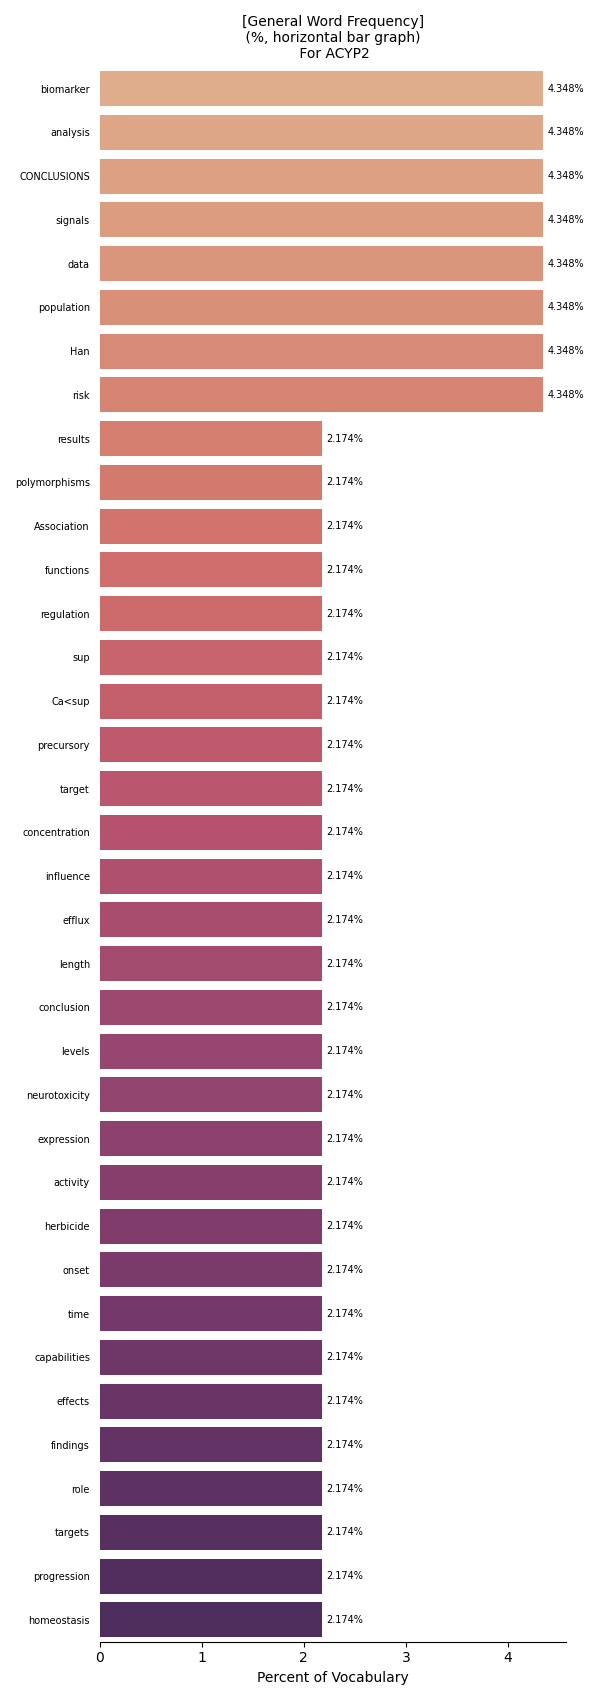 [General Word Frequency]
(%, horizontal bar graph)
For ACYP2
biomarker 4.348%
analysis 4.348%
CONCLUSIONS 4.348%
signals 4.348%
data 4.348%
population 4.348%
Han 4.348%
risk 4.348%
results 2.174%
polymorphisms 2.174%
Association 2.174%
functions 2.174%
regulation 2.174%
sup 2.174%
Ca<sup 2.174%
precursory 2.174%
target 2.174%
concentration 2.174%
influence 2.174%
efflux 2.174%
length 2.174%
conclusion 2.174%
levels 2.174%
neurotoxicity 2.174%
expression 2.174%
activity 2.174%
herbicide 2.174%
onset 2.174%
time 2.174%
capabilities 2.174%
effects 2.174%
findings 2.174%
role 2.174%
targets 2.174%
progression 2.174%
homeostasis 2.174%
0 1 2 3 4
Percent of Vocabulary